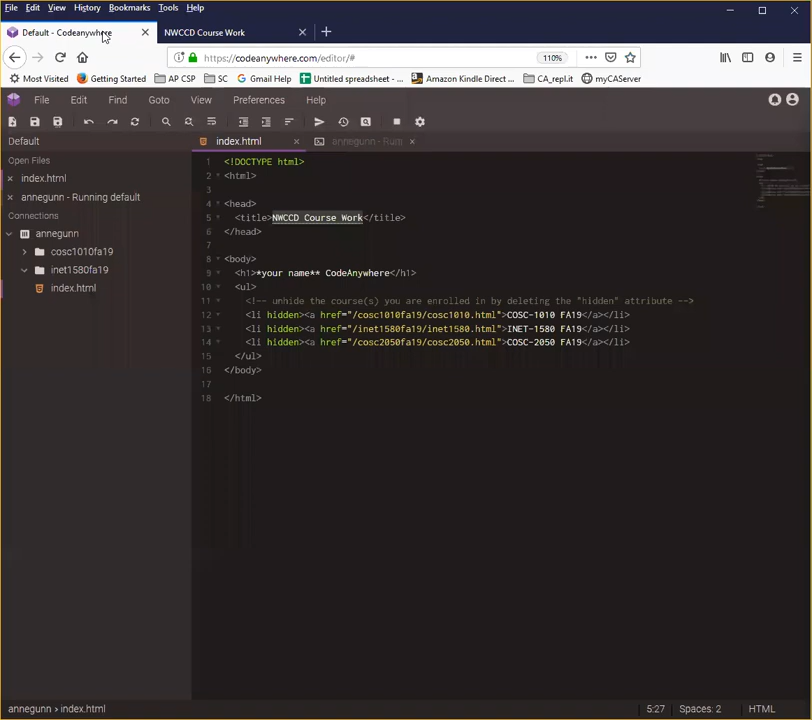 File Edit View History Bookmarks Tools Help
Default - Codeanywhere
NWCCD Course Work
https://codeanywhere.com/editor/#
110%
Most Visited Getting Started AP CSP SC Gmail Help Untitled spreadsheet - ... Amazon Kindle Direct ... CA_repl.it myCAServer
File Edit Find Goto View Preferences Help
Default
index.html
annegunn - Run
Open Files
index.html
annegunn - Running default
Connections
annegunn
cosc1010fa19
inet1580fa19
index.html
1 <!DOCTYPE html>
2 <html>
3
4 <head>
5 <title>NWCCD Course Work</title>
6 </head>
7
8 <body>
9 <h1>*your name** CodeAnywhere</h1>
10 <ul>
11 <!-- unhide the course(s) you are enrolled in by deleting the "hidden" attribute -->
12 <li hidden><a href="/cosc1010fa19/cosc1010.html">COSC-1010 FA19</a></li>
13 <li hidden><a href="/inet1580fa19/inet1580.html">INET-1580 FA19</a></li>
14 <li hidden><a href="/cosc2050fa19/cosc2050.html">COSC-2050 FA19</a></li>
15 </ul>
16 </body>
17
18 </html>
annegunn > index.html
5:27 Spaces: 2 HTML